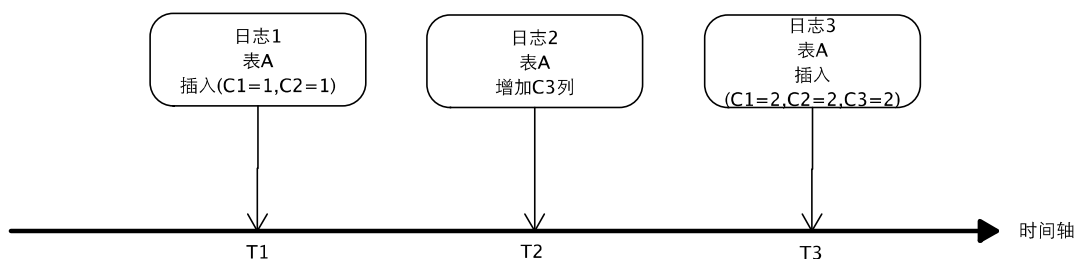 日志1
表A
插入(C1=1,C2=1)
日志2
表A
增加C3列
日志3
表A
插入
(C1=2,C2=2,C3=2)
时间轴
T1
T2
T3